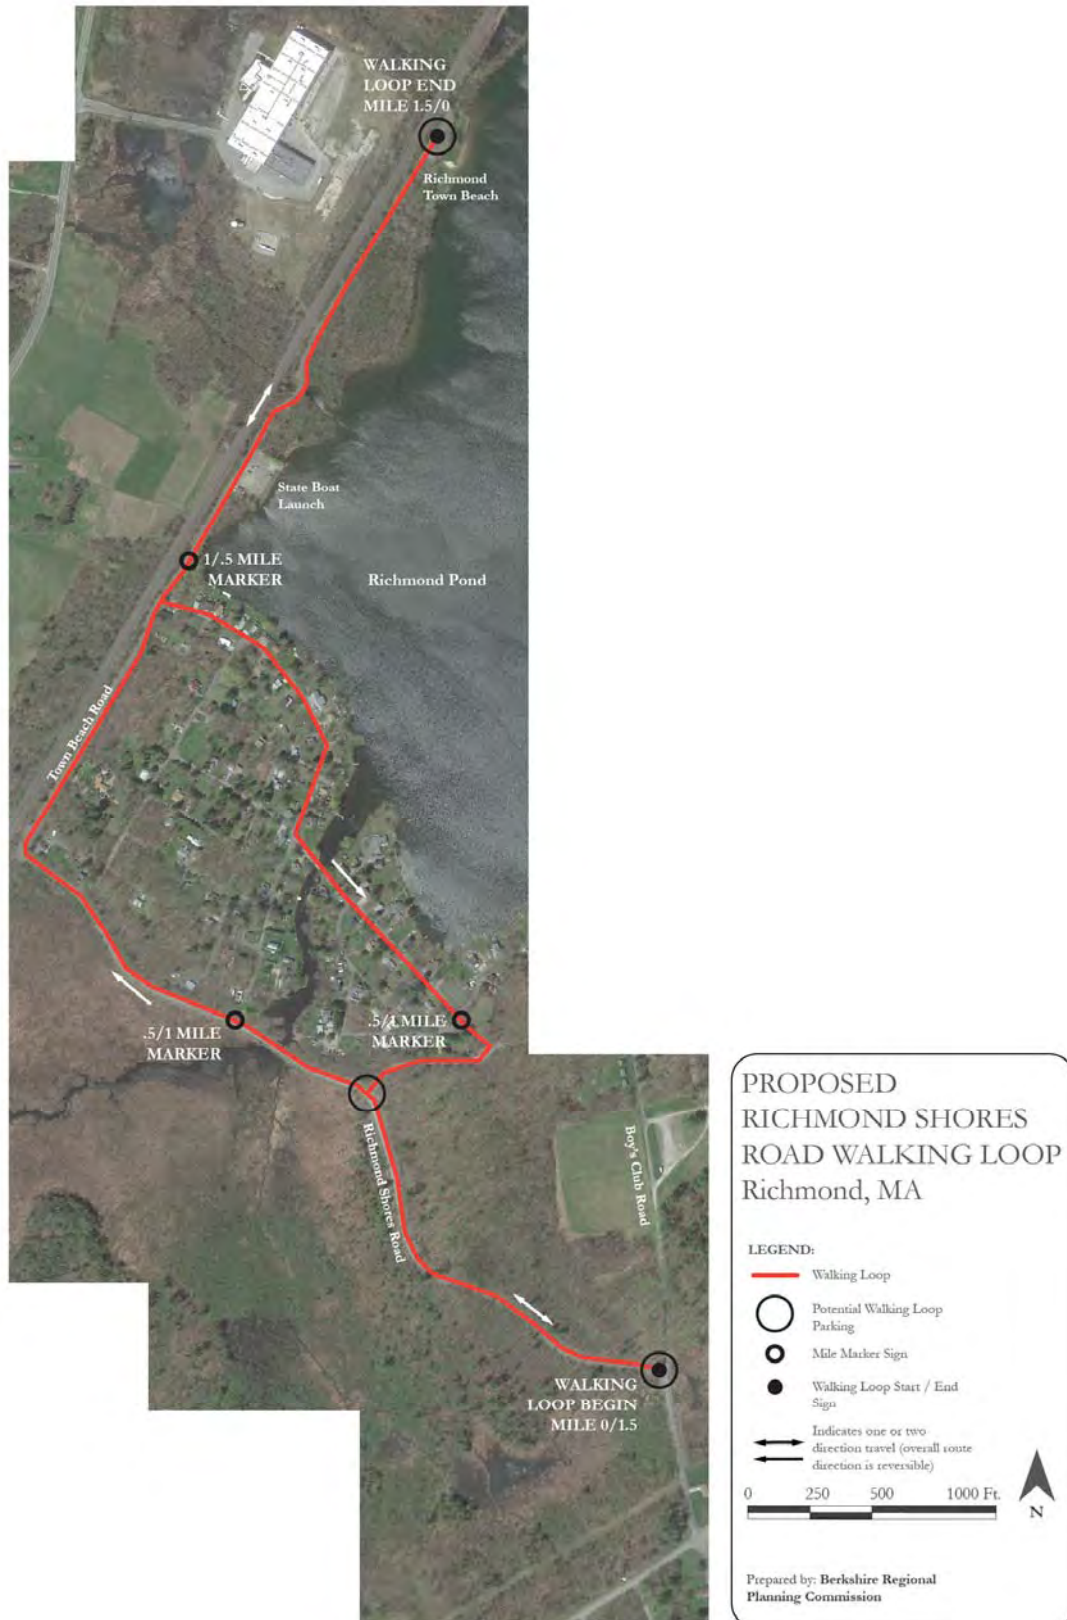 WALKING
LOOP END
MILE 1.5/0
Richmond
Town Beach
State Boat
Launch
1/.5 MILE
MARKER
Richmond Pond
Town Beach Road
.5/1 MILE
MARKER
.5/1 MILE
MARKER
Richmond Shores Road
Boy's Club Road
WALKING
LOOP BEGIN
MILE 0/1.5
PROPOSED
RICHMOND SHORES
ROAD WALKING LOOP
Richmond, MA
LEGEND:
Walking Loop
Potential Walking Loop
Parking
Mile Marker Sign
Walking Loop Start / End
Sign
Indicates one or two
direction travel (overall route
direction is reversible)
0 250 500 1000 Ft.
N
Prepared by: Berkshire Regional
Planning Commission